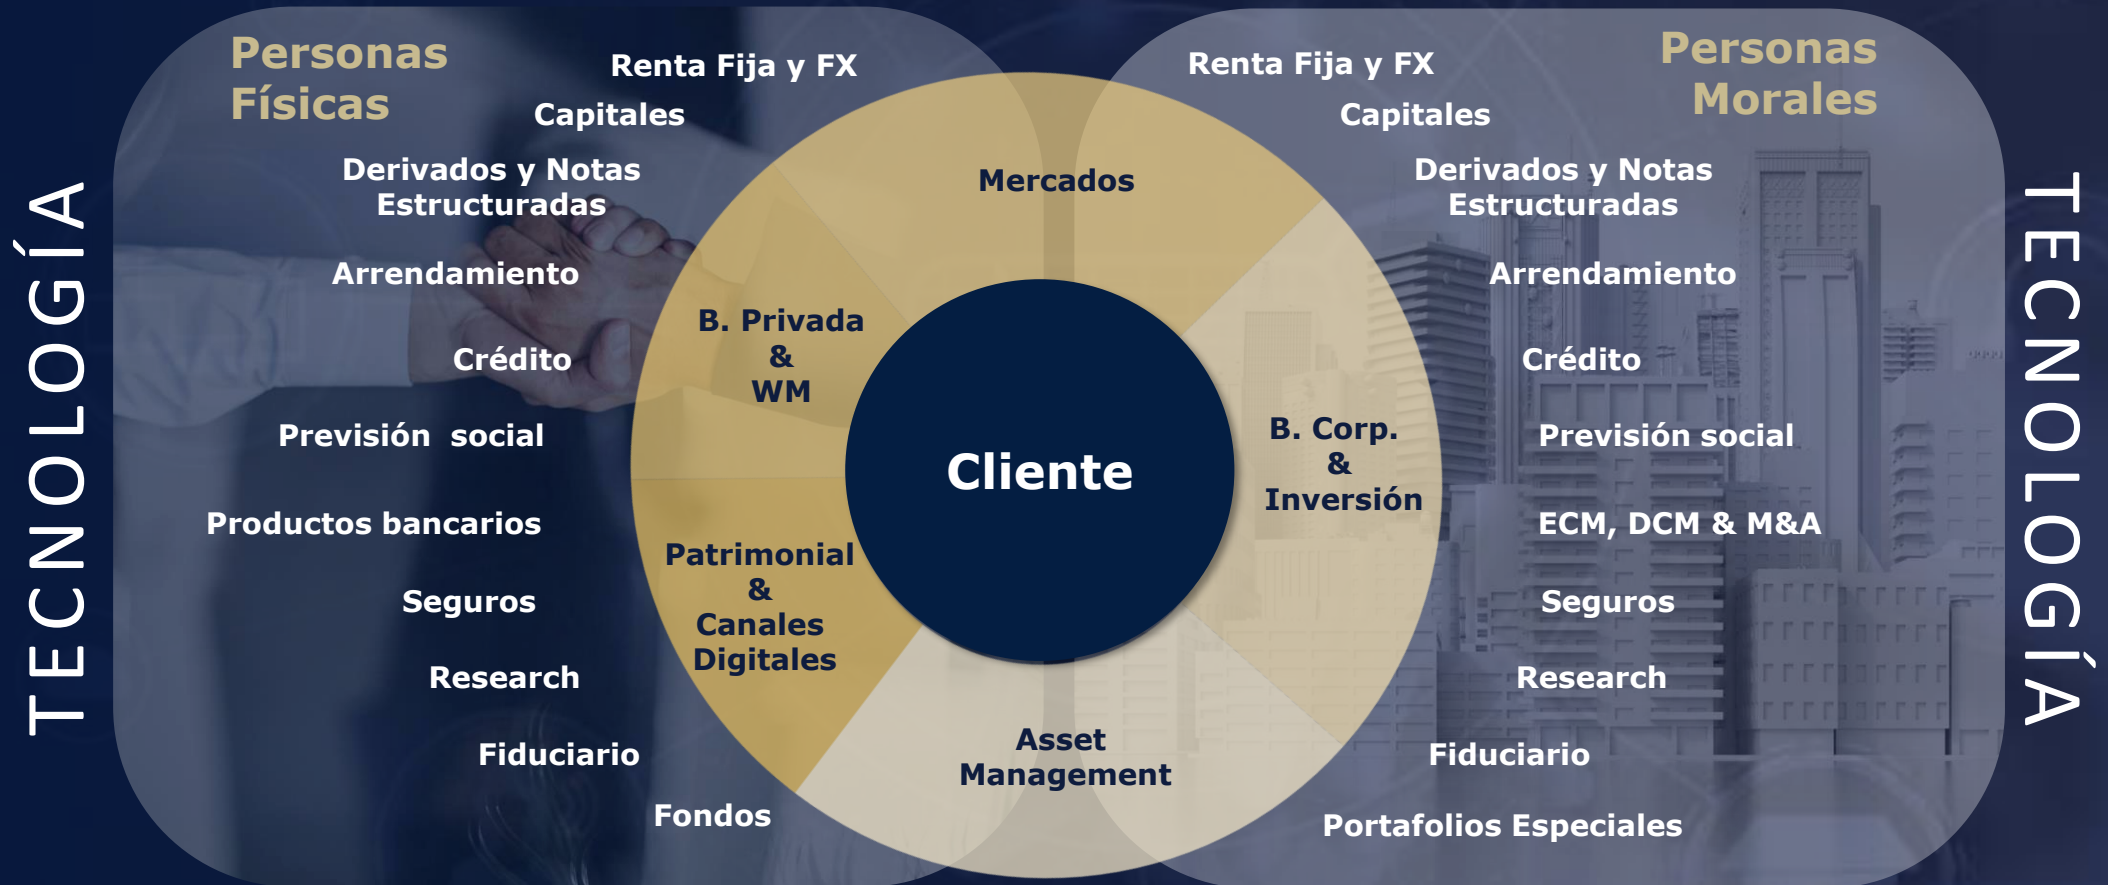 TECNOLOGÍA
Personas
Físicas
Renta Fija y FX
Capitales
Derivados y Notas
Estructuradas
Arrendamiento
Crédito
Previsión  social
Productos bancarios
Seguros
Research
Fiduciario
Fondos
Mercados
B. Privada
&
WM
Patrimonial
&
Canales
Digitales
Cliente
B. Corp.
&
Inversión
Asset
Management
Personas
Morales
Renta Fija y FX
Capitales
Derivados y Notas
Estructuradas
Arrendamiento
Crédito
Previsión social
ECM, DCM & M&A
Seguros
Research
Fiduciario
Portafolios Especiales
TECNOLOGÍA